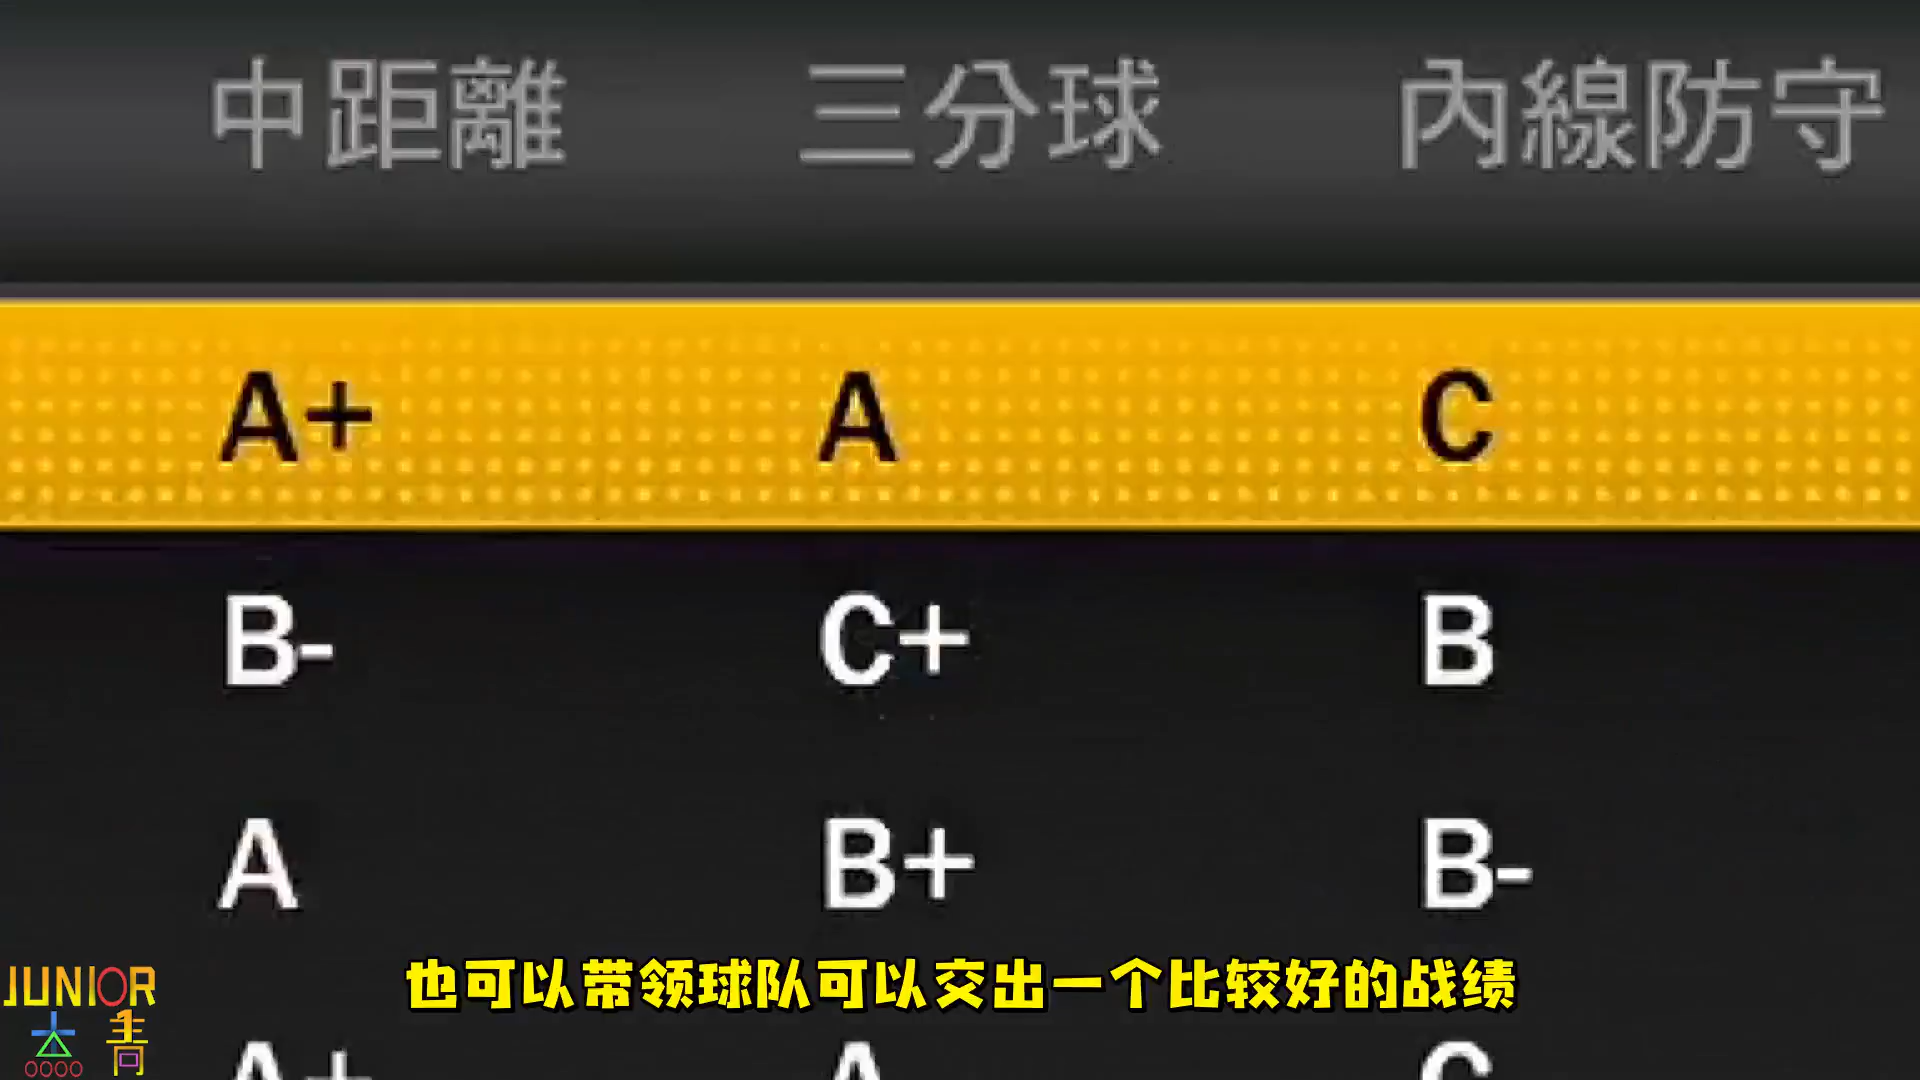 中距離 三分球 內線防守
A+ A C
B- C+ B
A B+ B-
也可以带领球队可以交出一个比较好的战绩
A+ A C
JUNIOR